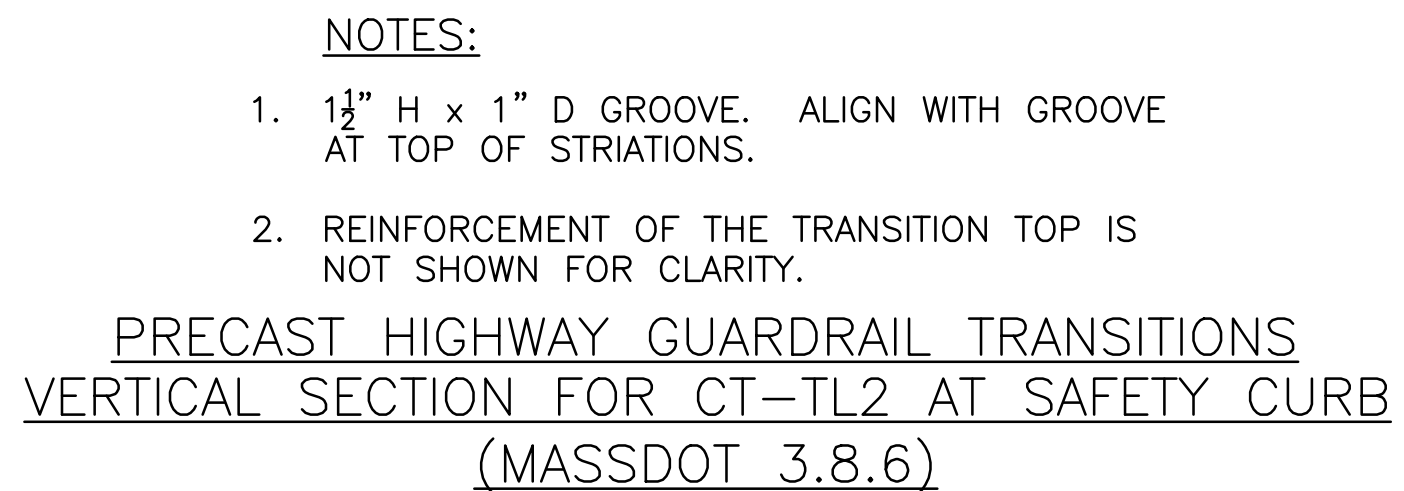 NOTES:
1. 1½” H x 1” D GROOVE. ALIGN WITH GROOVE
AT TOP OF STRIATIONS.
2. REINFORCEMENT OF THE TRANSITION TOP IS
NOT SHOWN FOR CLARITY.
PRECAST HIGHWAY GUARDRAIL TRANSITIONS
VERTICAL SECTION FOR CT–TL2 AT SAFETY CURB
(MASSDOT 3.8.6)